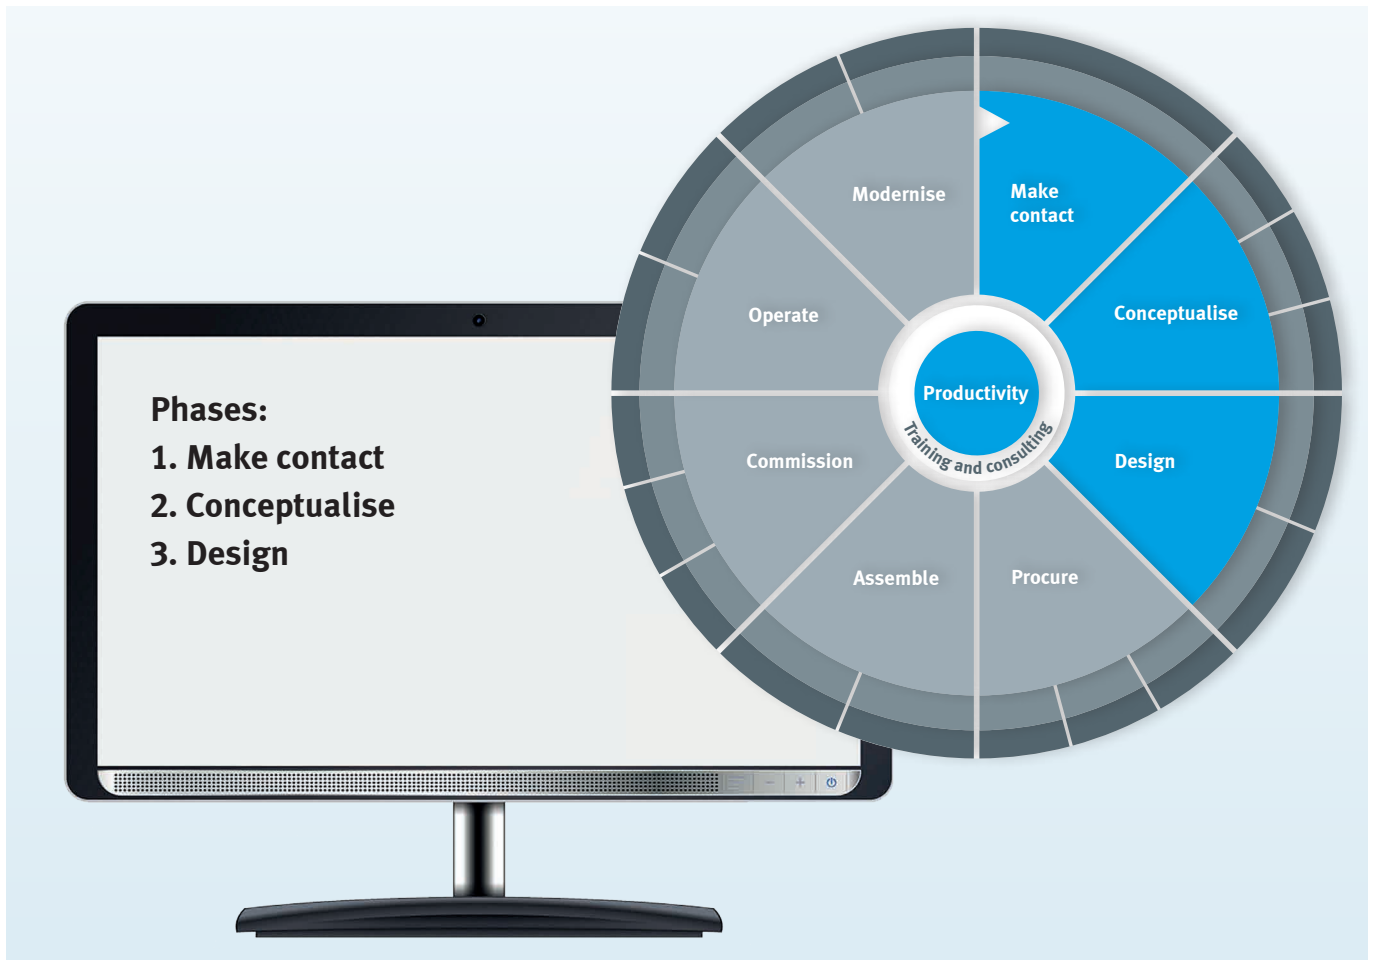 Phases:
1. Make contact
2. Conceptualise
3. Design
Modernise
Make
contact
Operate
Conceptualise
Productivity
Training and consulting
Commission
Design
Assemble
Procure